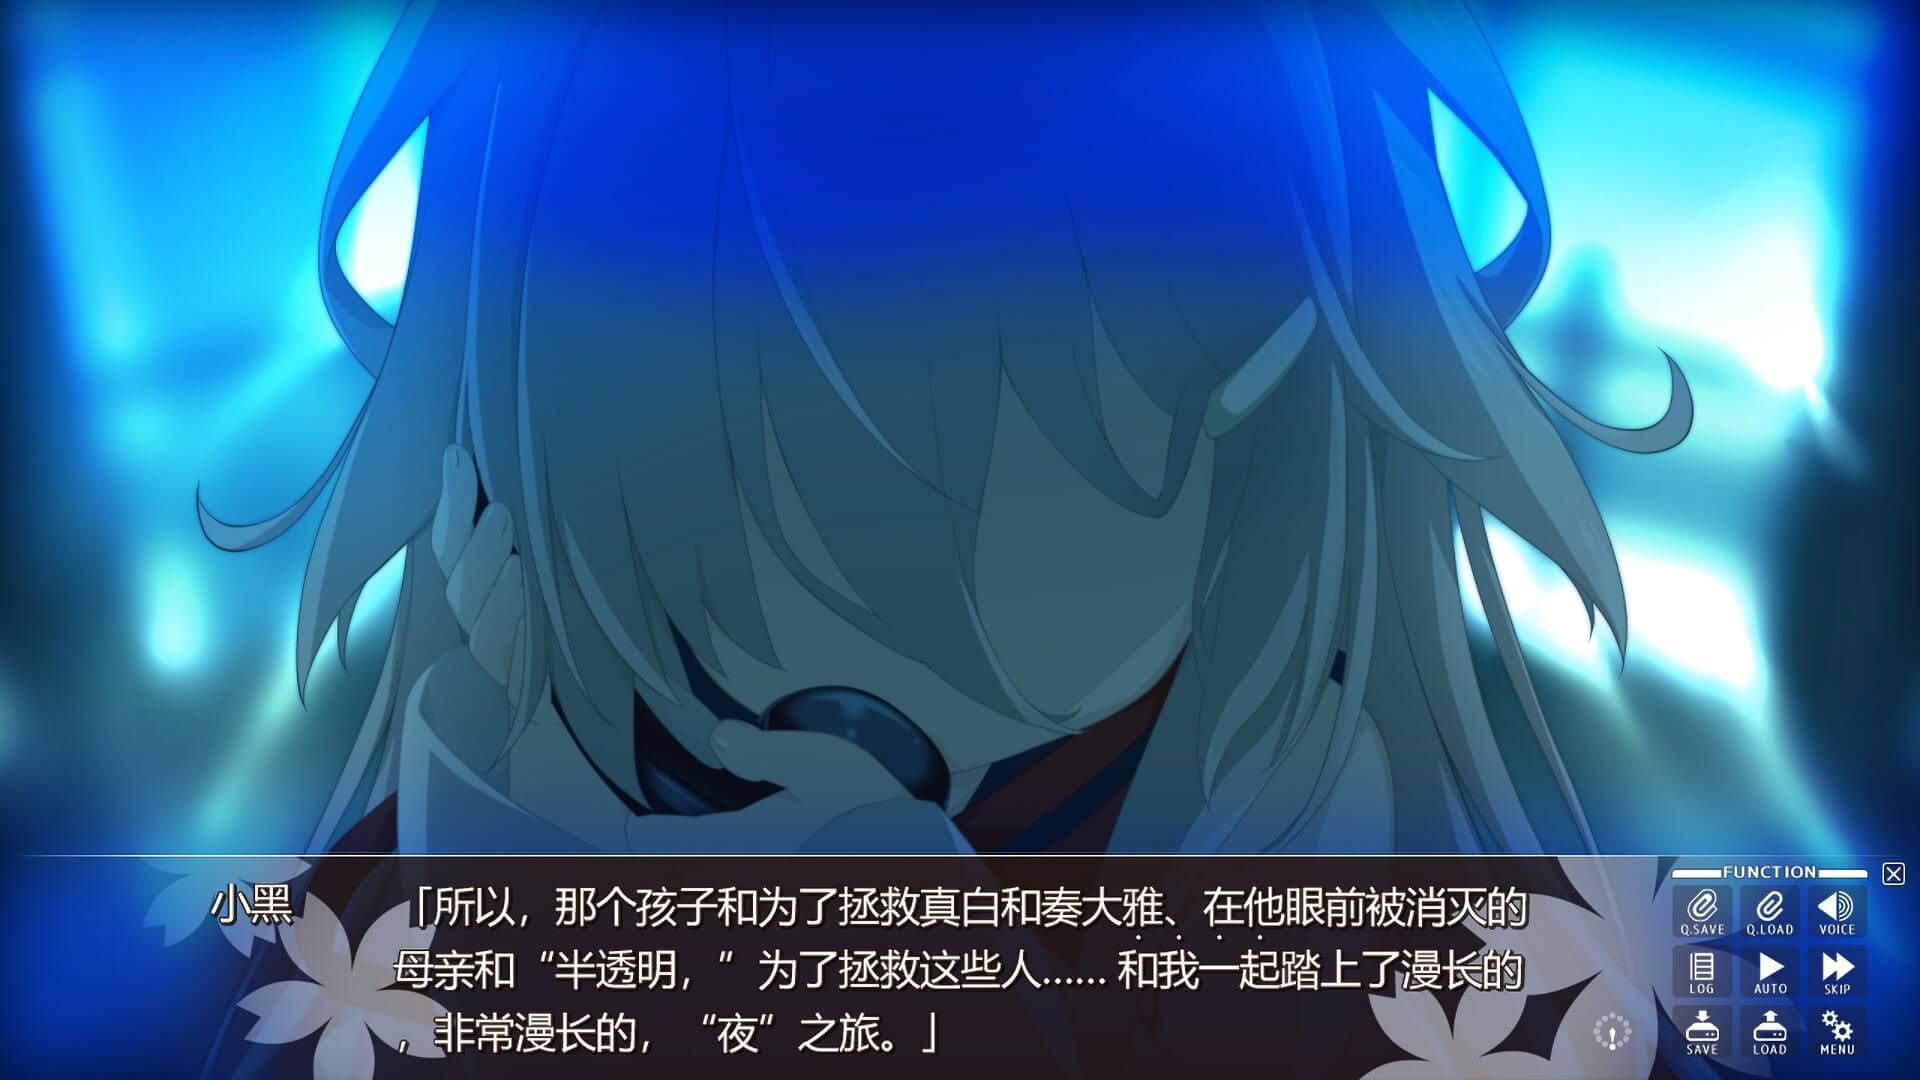 小黑
「所以，那个孩子和为了拯救真白和奏大雅、在他眼前被消灭的
母亲和“半透明，”为了拯救这些人…… 和我一起踏上了漫长的
，非常漫长的，“夜”之旅。」
FUNCTION
Q.SAVE Q.LOAD VOICE
LOG AUTO SKIP
SAVE LOAD MENU